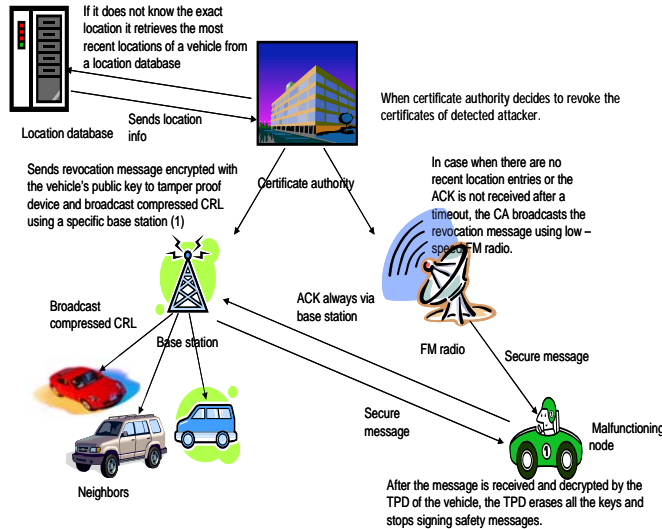 If it does not know the exact
location it retrieves the most
recent locations of a vehicle from
a location database
Location database
Sends location
info
When certificate authority decides to revoke the
certificates of detected attacker.
Sends revocation message encrypted with
the vehicle's public key to tamper proof
device and broadcast compressed CRL
using a specific base station (1)
Certificate authority
In case when there are no
recent location entries or the
ACK is not received after a
timeout, the CA broadcasts the
revocation message using low –
speed FM radio.
Broadcast
compressed CRL
Base station
ACK always via
base station
FM radio
Secure message
Secure
message
1
Malfunctioning
node
Neighbors
After the message is received and decrypted by the
TPD of the vehicle, the TPD erases all the keys and
stops signing safety messages.